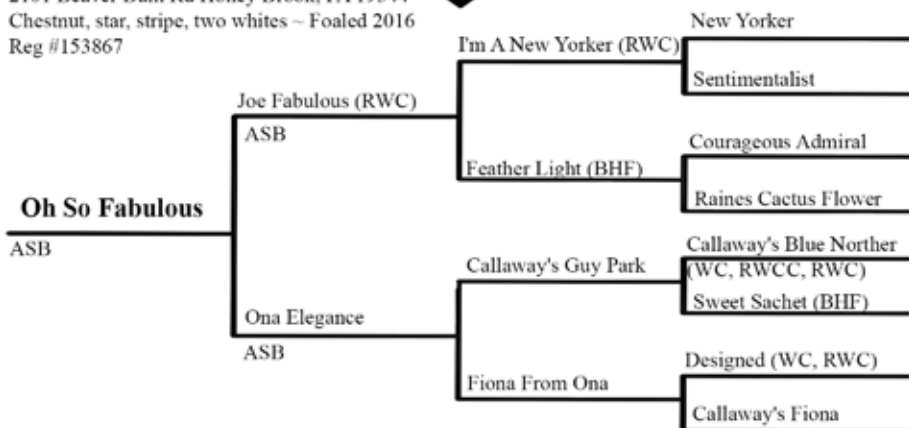 Chestnut, star, stripe, two whites ~ Foaled 2016
Reg #153867
New Yorker
I'm A New Yorker (RWC)
Sentimentalist
Joe Fabulous (RWC)
ASB
Courageous Admiral
Feather Light (BHF)
Raines Cactus Flower
Oh So Fabulous
ASB
Callaway's Blue Norther
(WC, RWCC, RWC)
Callaway's Guy Park
Sweet Sachet (BHF)
Ona Elegance
ASB
Designed (WC, RWC)
Fiona From Ona
Callaway's Fiona